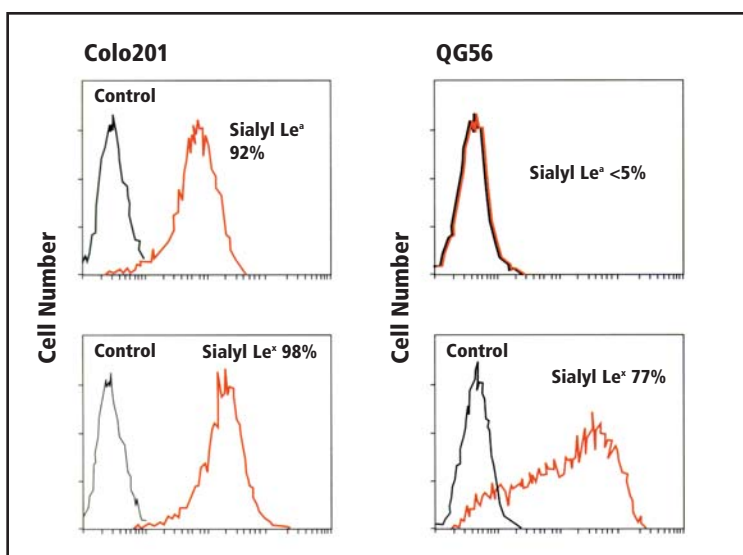 Colo201
QG56
Control
Sialyl Leᵃ
92%
Sialyl Leᵃ <5%
Cell Number
Cell Number
Control
Sialyl Leˣ 98%
Control
Sialyl Leˣ 77%